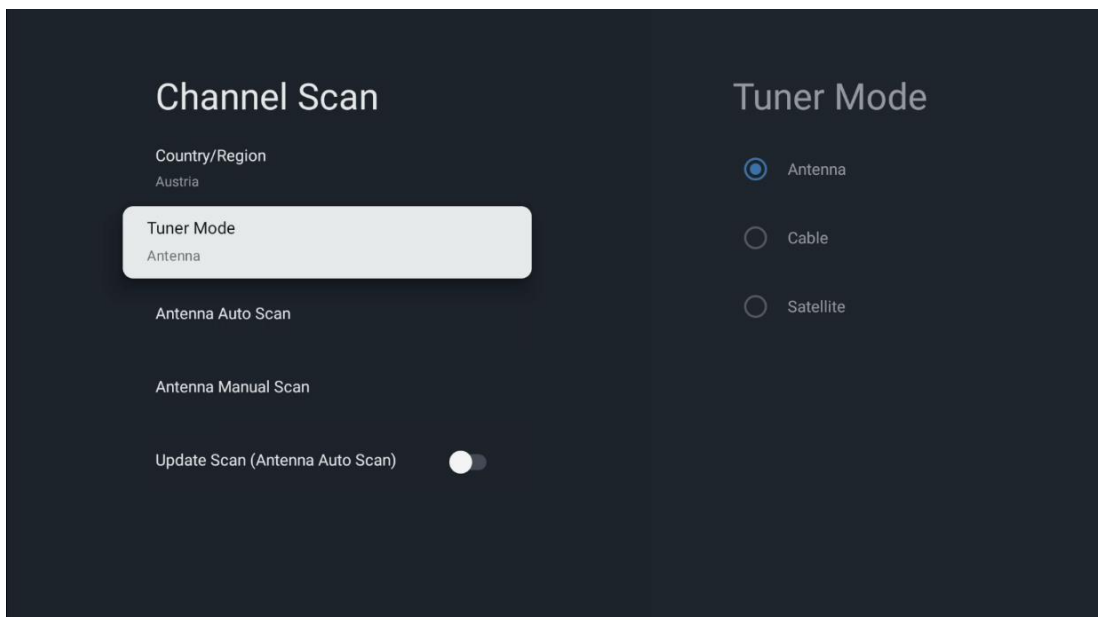 Channel Scan
Country/Region
Austria
Tuner Mode
Antenna
Antenna Auto Scan
Antenna Manual Scan
Update Scan (Antenna Auto Scan)
Tuner Mode
Antenna
Cable
Satellite